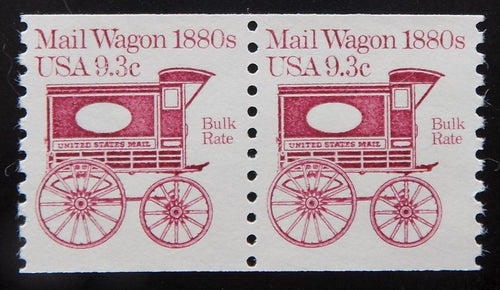 Mail Wagon 1880s
USA 9.3c
Bulk
Rate
UNITED STATES MAIL
Mail Wagon 1880s
USA 9.3c
Bulk
Rate
UNITED STATES MAIL